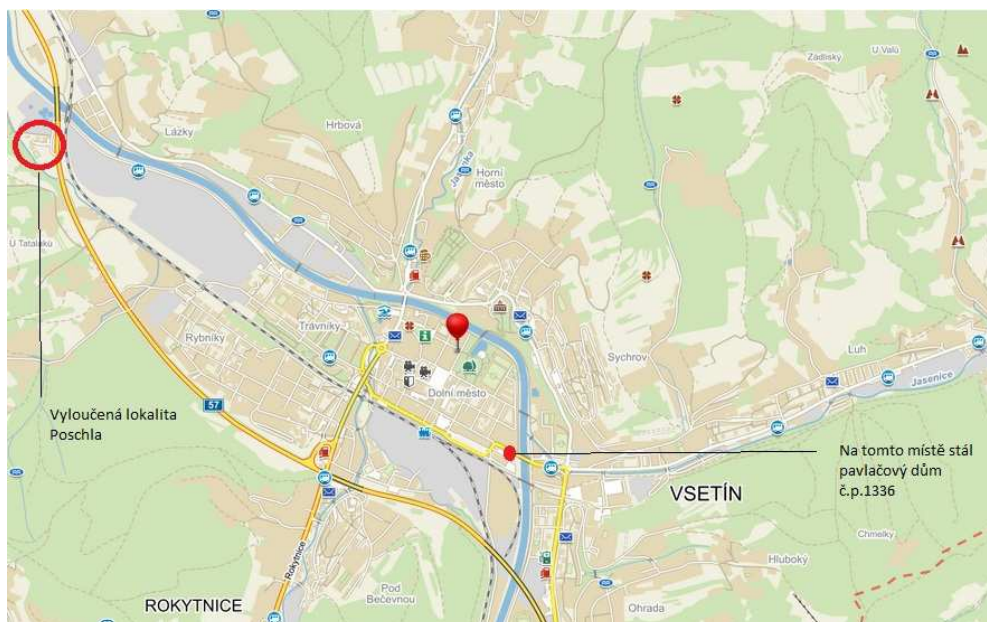 U Valů
Zádlisky
Lázky
Hrbová
Jasenka
Horní
město
U Tataláků
Trávníky
Rybníky
Sychrov
Luh
Jasenice
Dolní město
Vyloučená lokalita
Poschla
57
Na tomto místě stál
pavlačový dům
č.p.1336
VSETÍN
Chmelky
Hluboký
Rokytnice
Pod
Bečevnou
ROKYTNICE
Ohrada